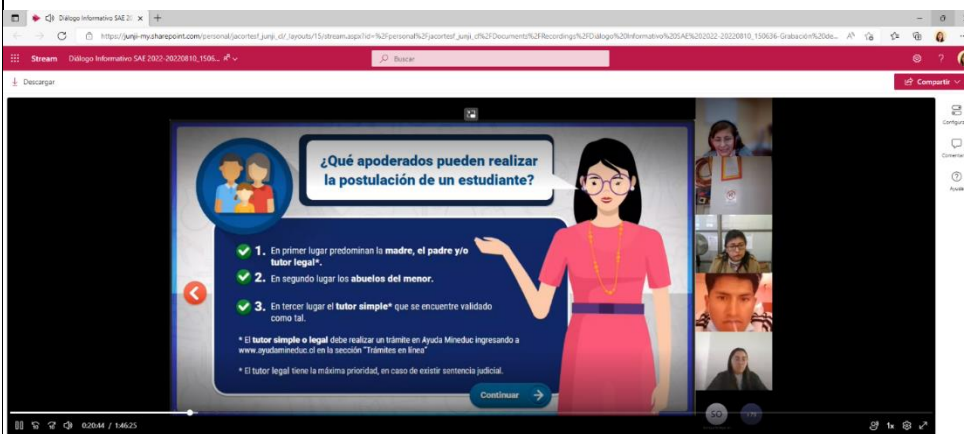 Diálogo Informativo SAE 20
https://junji-my.sharepoint.com/personal/jacortesf_junji_cl/_layouts/15/stream.aspx?id=%2Fpersonal%2Fjacortesf_junji_cl%2FDocuments%2FRecordings%2FDiálogo%20Informativo%20SAE%202022-20220810_150636-Grabación%20de...
Stream Diálogo Informativo SAE 2022-20220810_1506...
Buscar
Descargar
Compartir
Configura
Comentar
Ayuda
¿Qué apoderados pueden realizar
la postulación de un estudiante?
1. En primer lugar predominan la madre, el padre y/o
tutor legal*.
2. En segundo lugar los abuelos del menor.
3. En tercer lugar el tutor simple* que se encuentre validado
como tal.
* El tutor simple o legal debe realizar un trámite en Ayuda Mineduc ingresando a
www.ayudamineduc.cl en la sección "Trámites en línea"
* El tutor legal tiene la máxima prioridad, en caso de existir sentencia judicial.
Continuar
SO
0:20:44 / 1:46:25
1x